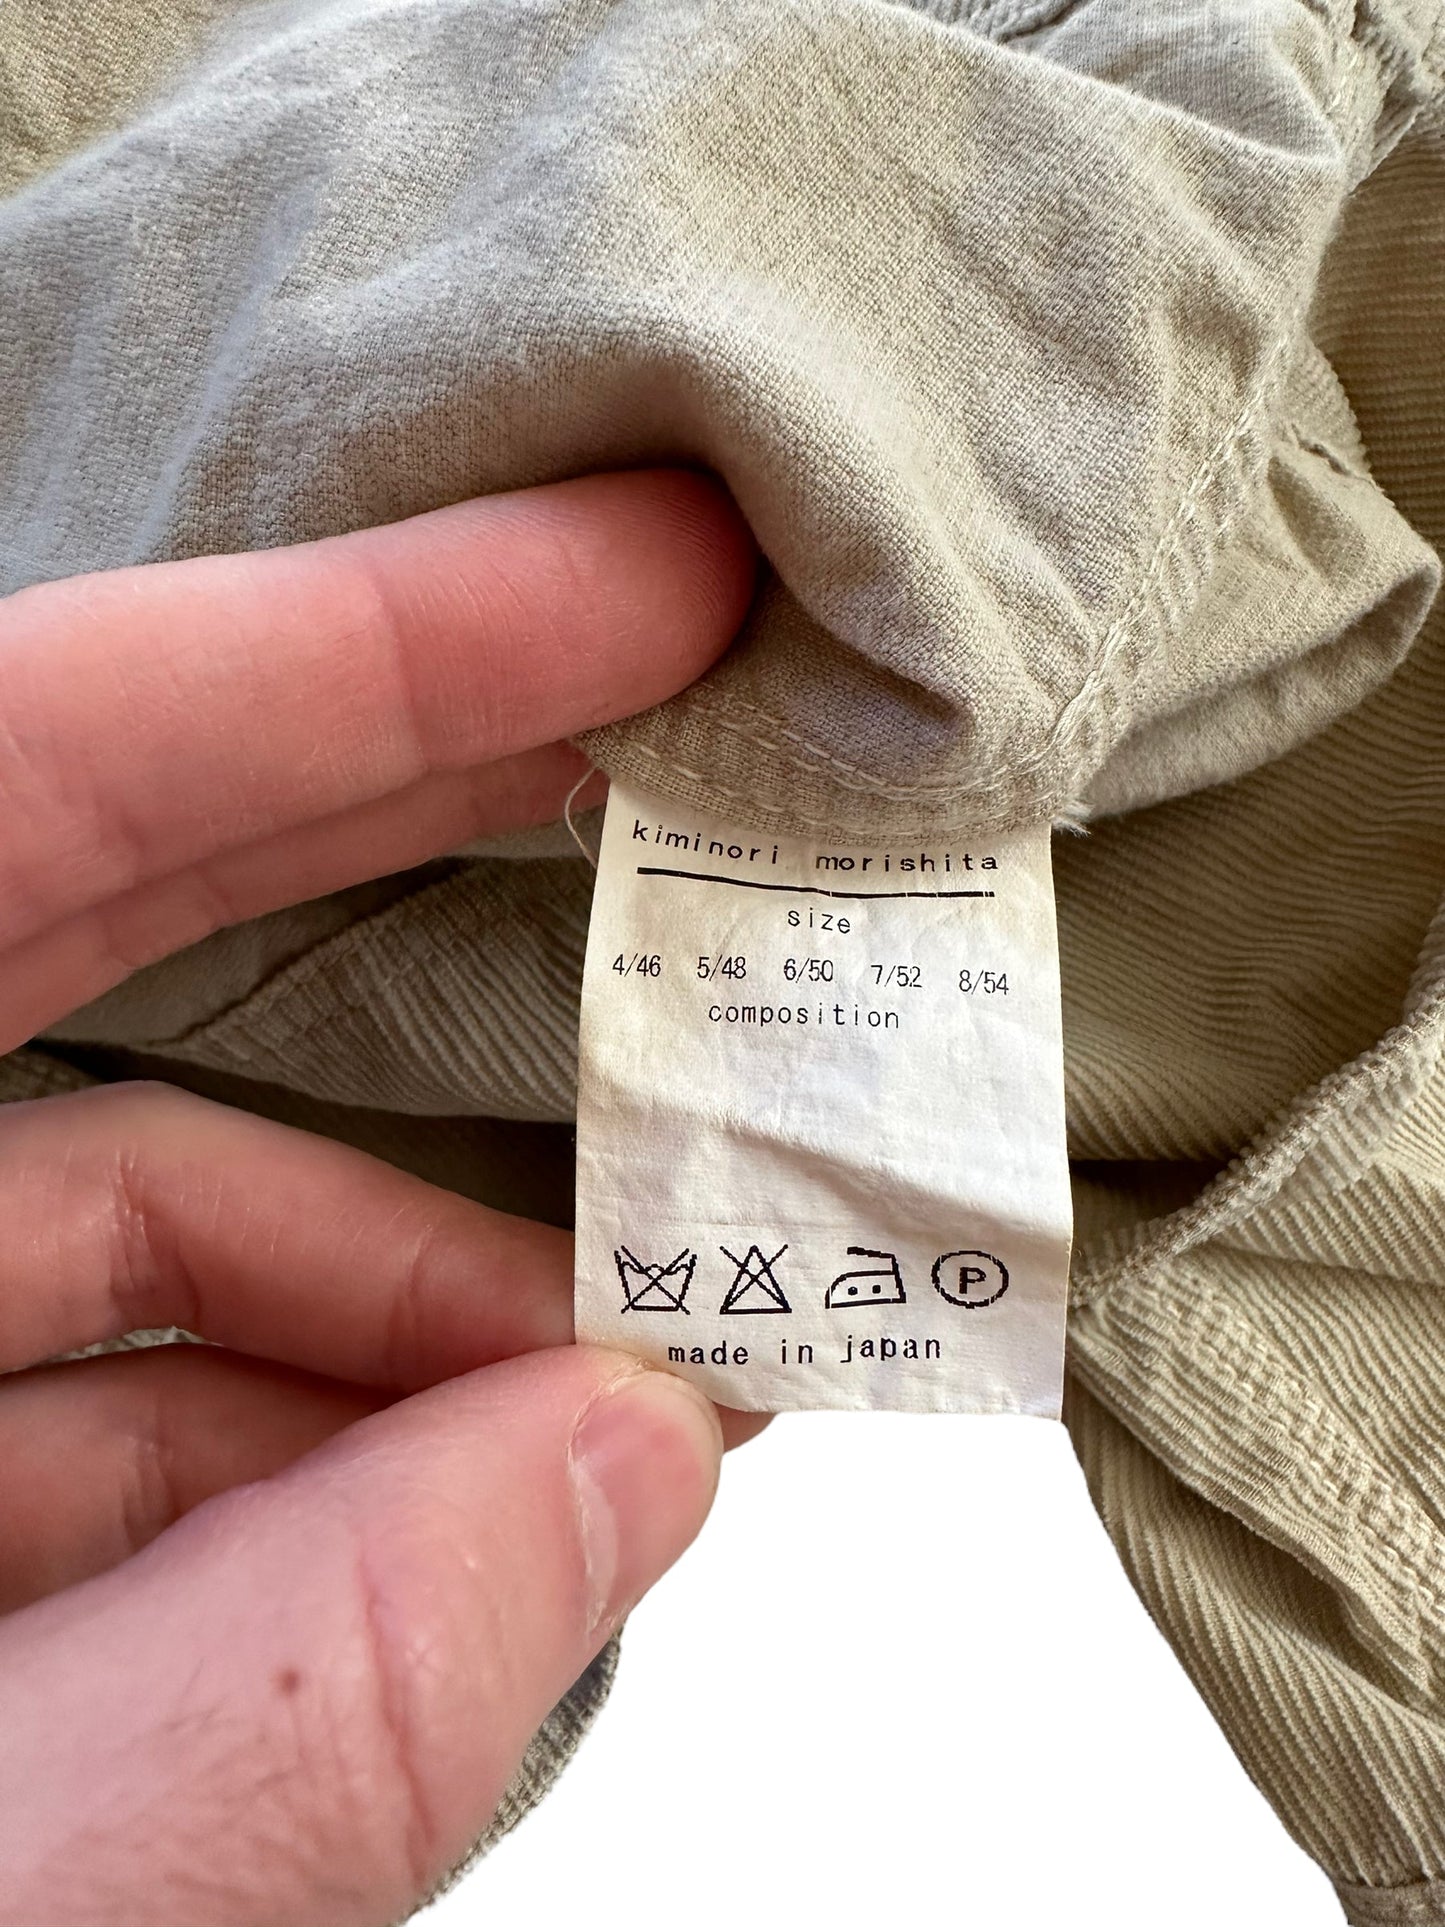 kiminori morishita
size
4/46 5/48 6/50 7/52 8/54
composition
P
made in japan